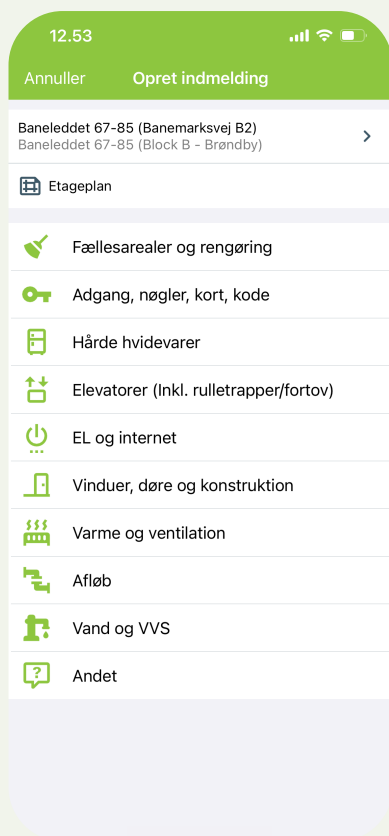 12.53
Annuller Opret indmelding
Baneleddet 67-85 (Banemarksvej B2)
Baneleddet 67-85 (Block B - Brøndby)
Etageplan
Fællesarealer og rengøring
Adgang, nøgler, kort, kode
Hårde hvidevarer
Elevatorer (Inkl. rulletrapper/fortov)
EL og internet
Vinduer, døre og konstruktion
Varme og ventilation
Afløb
Vand og VVS
Andet